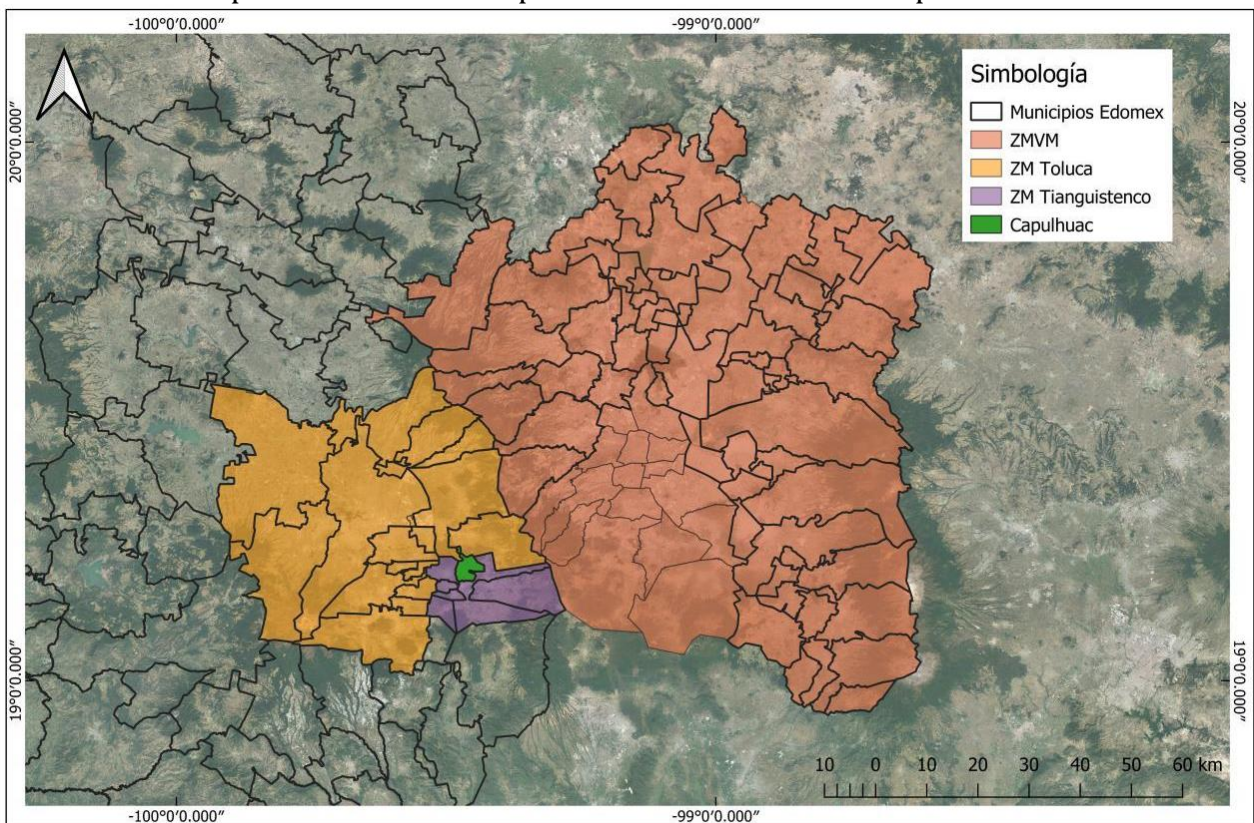 -100°0'0.000" -99°0'0.000"
Simbología
Municipios Edomex
ZMVM
ZM Toluca
ZM Tianguistenco
Capulhuac
20°0'0.000" 20°0'0.000"
19°0'0.000" 19°0'0.000"
10 0 10 20 30 40 50 60 km
-100°0'0.000" -99°0'0.000"